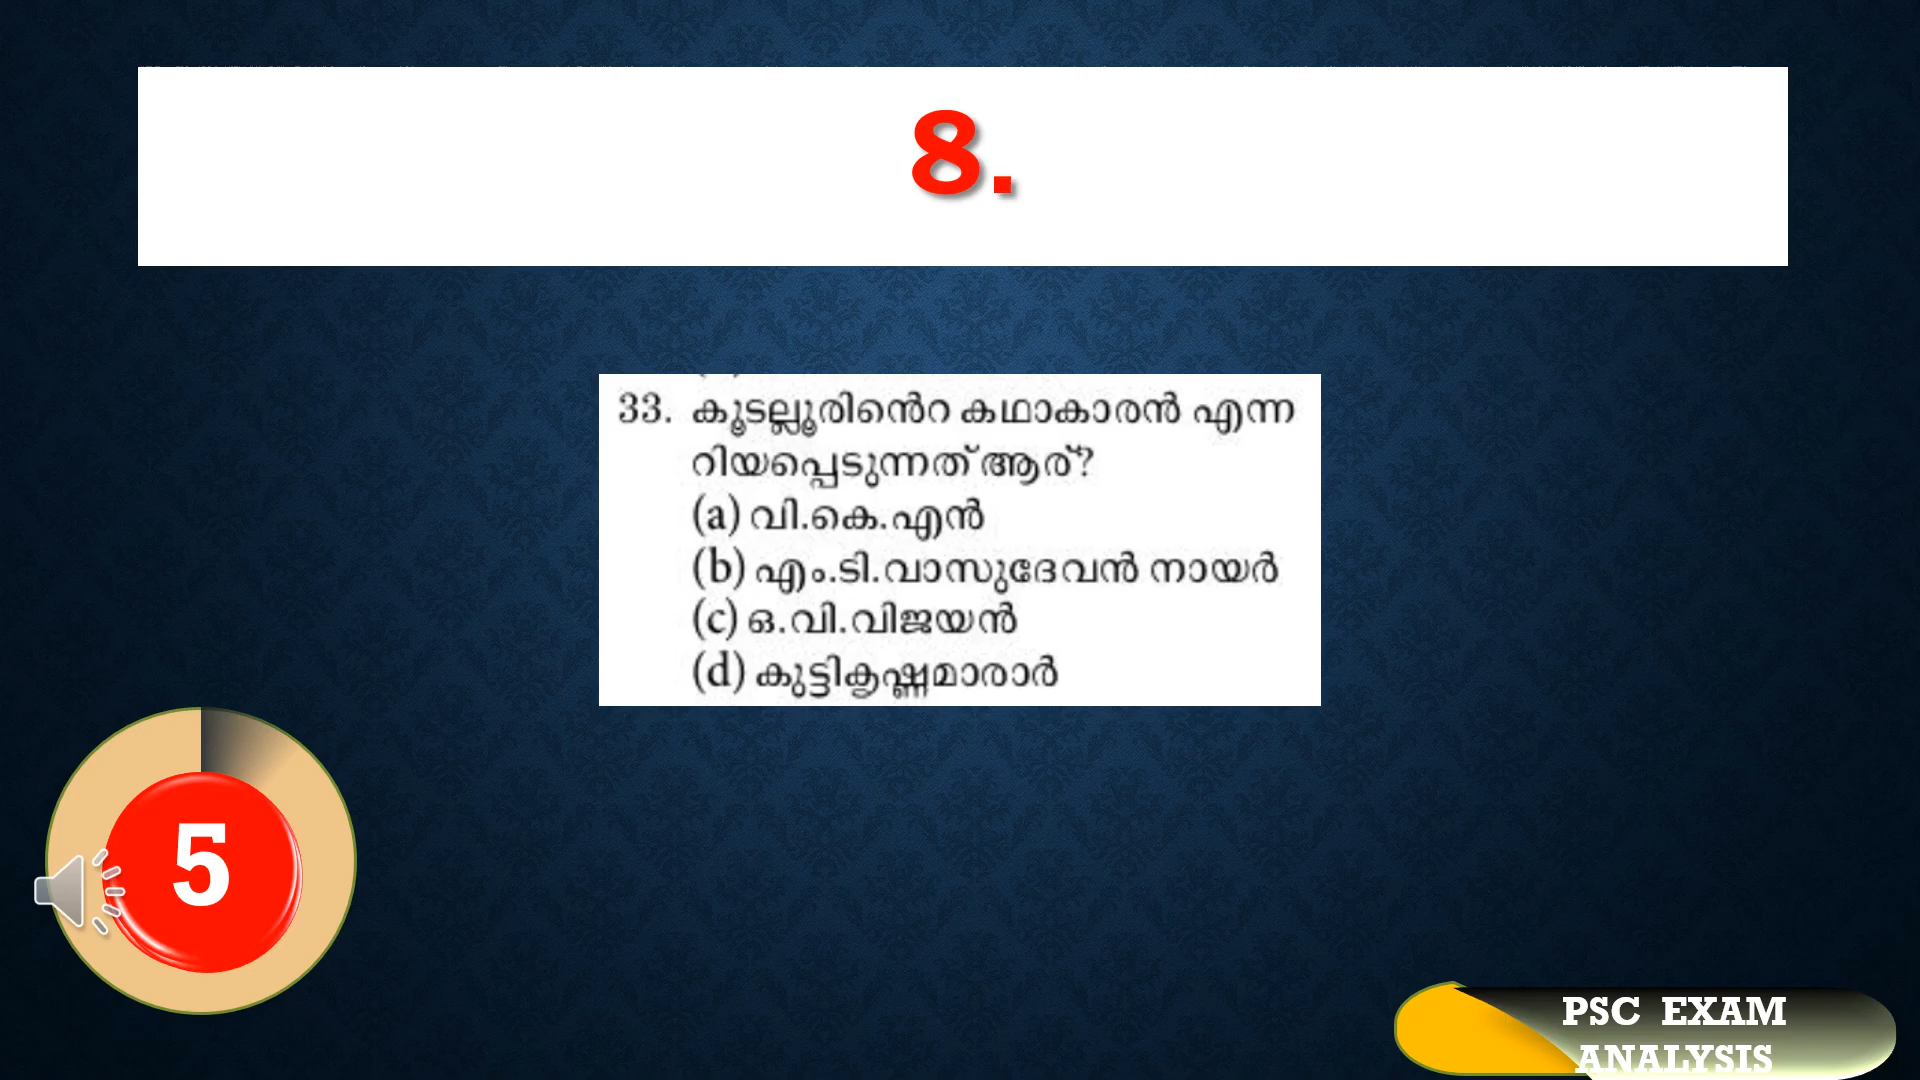 8.
33. കൂടല്ലൂരിന്റെ കഥാകാരൻ എന്ന
റിയപ്പെടുന്നത് ആര്?
(a) വി.കെ.എൻ
(b) എം.ടി.വാസുദേവൻ നായർ
(c) ഒ.വി.വിജയൻ
(d) കുട്ടികൃഷ്ണമാരാർ
5
PSC EXAM
ANALYSIS